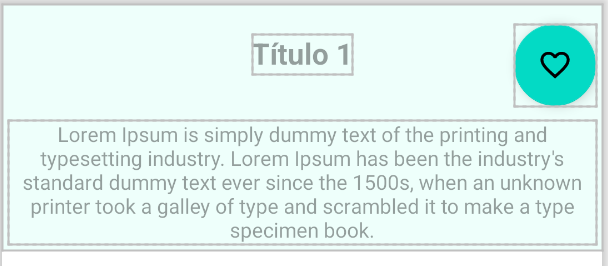 Título 1
Lorem Ipsum is simply dummy text of the printing and
typesetting industry. Lorem Ipsum has been the industry's
standard dummy text ever since the 1500s, when an unknown
printer took a galley of type and scrambled it to make a type
specimen book.